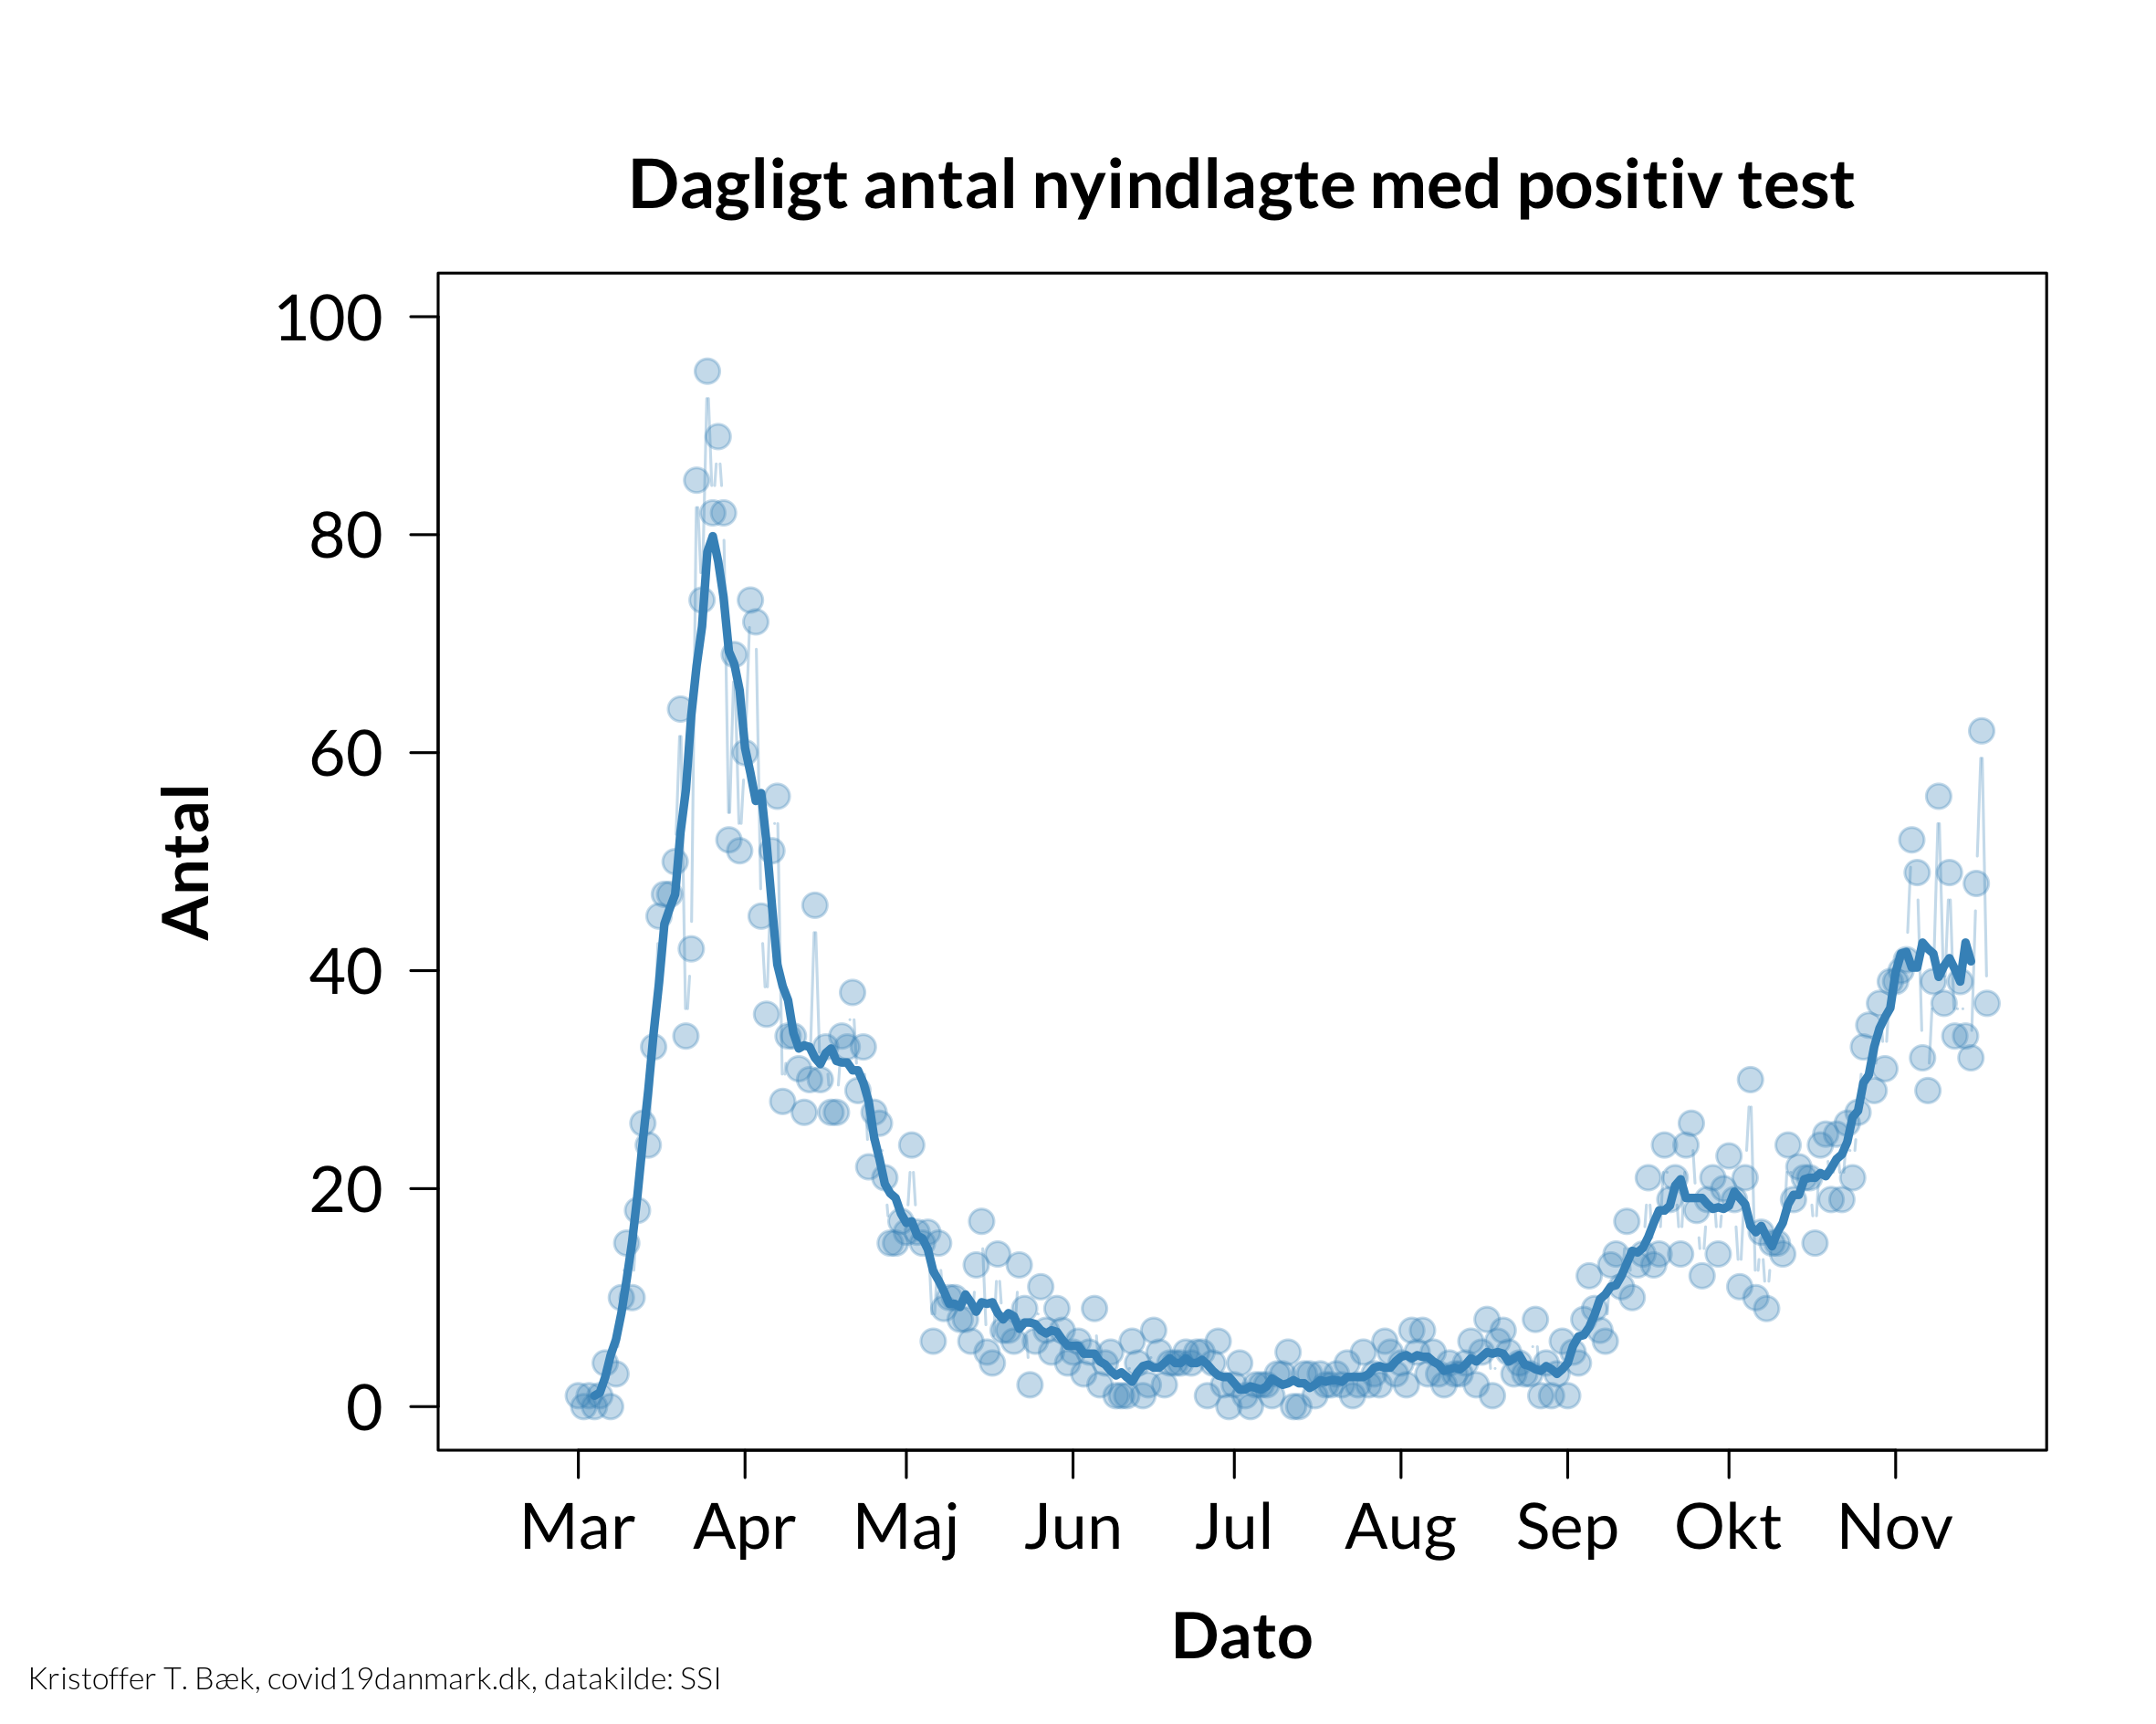 Dagligt antal nyindlagte med positiv test
100
80
60
40
20
0
Antal
Mar Apr Maj Jun Jul Aug Sep Okt Nov
Dato
Kristoffer T. Bæk, covid19danmark.dk, datakilde: SSI